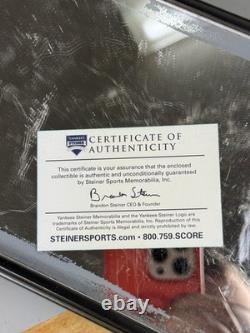 YANKEES
STEINER
CERTIFICATE OF
AUTHENTICITY
This certificate is your assurance that the enclosed
collectible is authentic and unconditionally guaranteed
by Steiner Sports Memorabilia, Inc.
Brandon Steiner CEO & Founder
Yankees Steiner Memorabilia and the Yankees-Steiner Logo are
trademarks of Steiner Sports Memorabilia, Inc. Reproduction of this
Certificate of Authenticity is illegal and strictly prohibited by law.
STEINERSPORTS.com • 800.759.SCORE